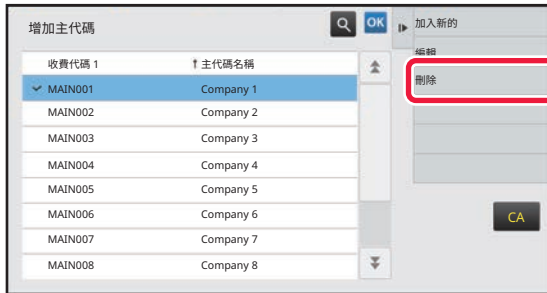 增加主代碼
OK
收費代碼 1 主代碼名稱
MAIN001 Company 1
MAIN002 Company 2
MAIN003 Company 3
MAIN004 Company 4
MAIN005 Company 5
MAIN006 Company 6
MAIN007 Company 7
MAIN008 Company 8
加入新的
編輯
刪除
CA